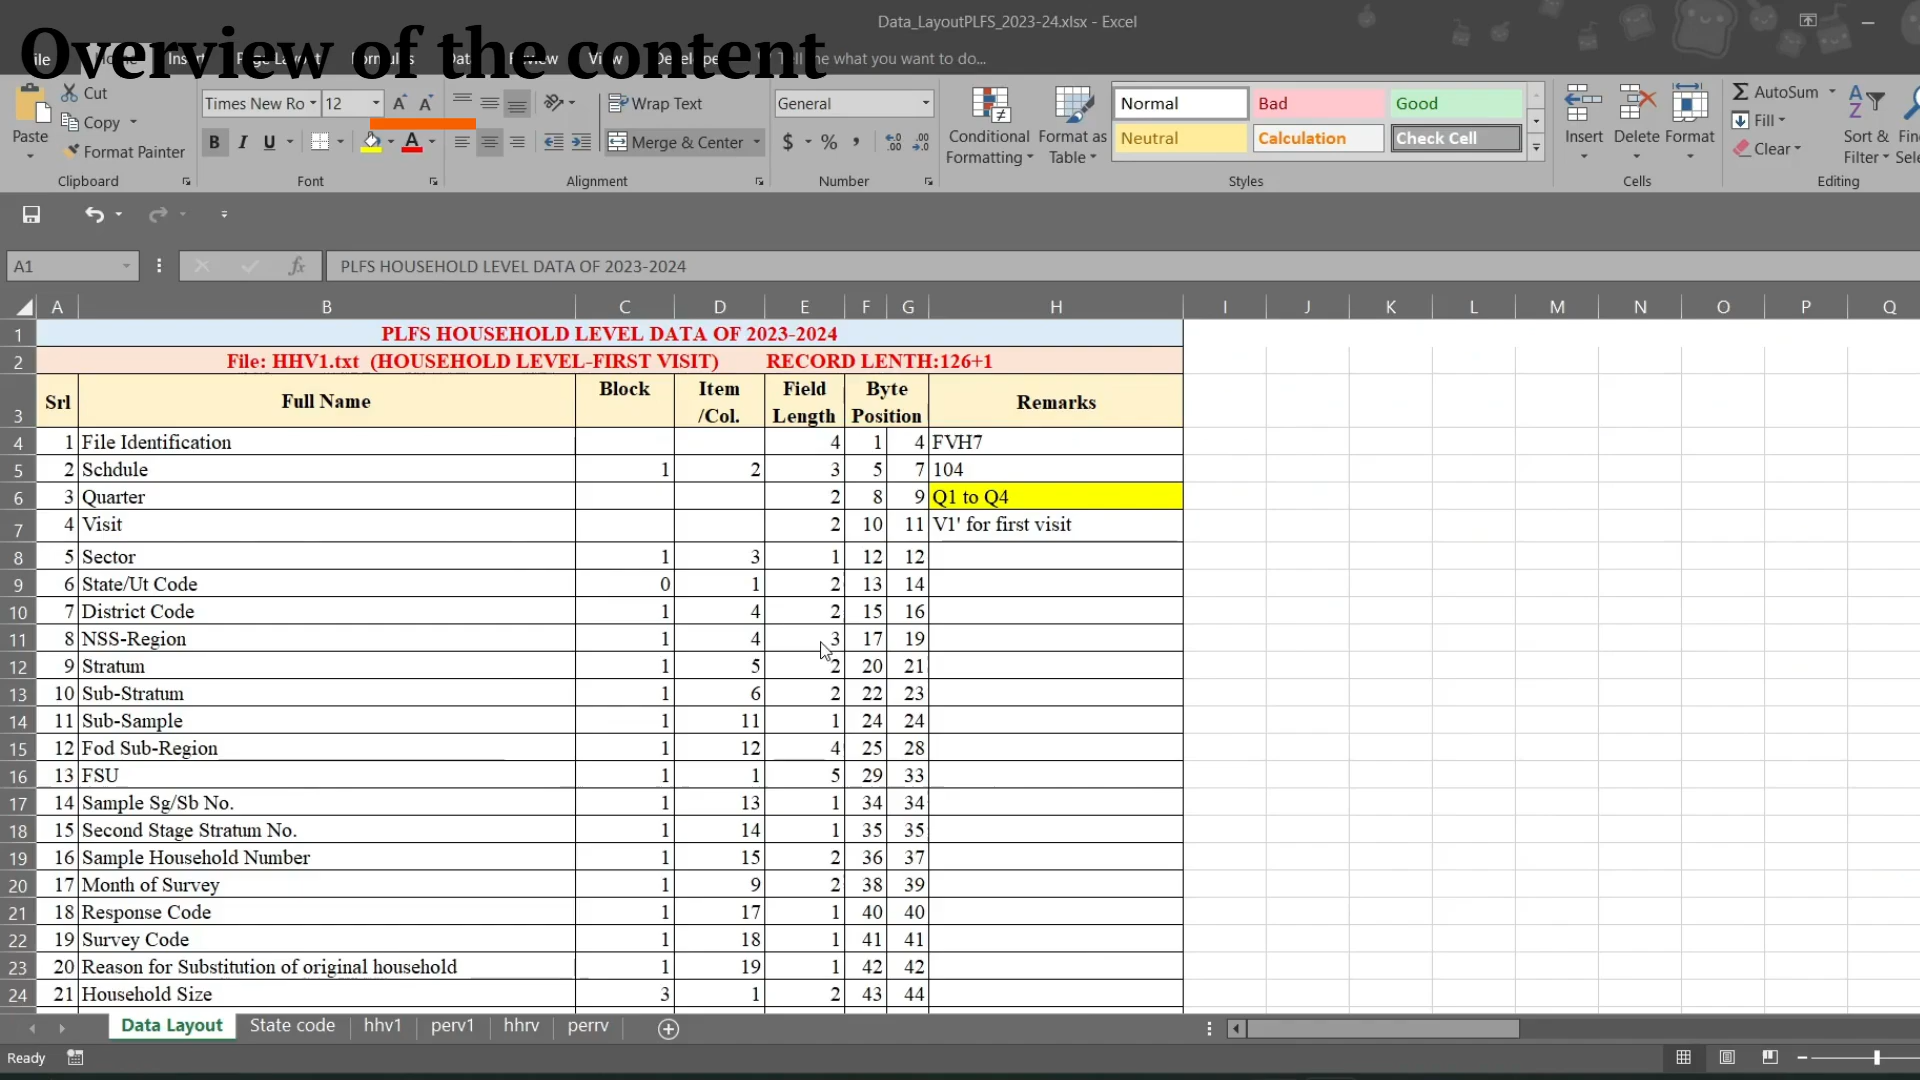 Data_LayoutPLFS_2023-24.xlsx - Excel
Overview of the content
me what you want to do...
Cut
Copy
Format Painter
Paste
Clipboard
Times New Ro 12
B I U
Font
Wrap Text
Merge & Center
Alignment
General
$ % ,
Number
Conditional Formatting
Format as Table
Normal Bad Good
Neutral Calculation Check Cell
Styles
Insert Delete Format
Cells
AutoSum
Fill
Clear
Sort & Filter
Editing
A1 fx PLFS HOUSEHOLD LEVEL DATA OF 2023-2024
A B C D E F G H I J K L M N O P Q
1 PLFS HOUSEHOLD LEVEL DATA OF 2023-2024
2 File: HHV1.txt (HOUSEHOLD LEVEL-FIRST VISIT) RECORD LENTH:126+1
3 Srl Full Name Block Item /Col. Field Length Byte Position Remarks
4 1 File Identification 4 1 4 FVH7
5 2 Schdule 1 2 3 5 7 104
6 3 Quarter 2 8 9 Q1 to Q4
7 4 Visit 2 10 11 V1' for first visit
8 5 Sector 1 3 1 12 12
9 6 State/Ut Code 0 1 2 13 14
10 7 District Code 1 4 2 15 16
11 8 NSS-Region 1 4 3 17 19
12 9 Stratum 1 5 2 20 21
13 10 Sub-Stratum 1 6 2 22 23
14 11 Sub-Sample 1 11 1 24 24
15 12 Fod Sub-Region 1 12 4 25 28
16 13 FSU 1 1 5 29 33
17 14 Sample Sg/Sb No. 1 13 1 34 34
18 15 Second Stage Stratum No. 1 14 1 35 35
19 16 Sample Household Number 1 15 2 36 37
20 17 Month of Survey 1 9 2 38 39
21 18 Response Code 1 17 1 40 40
22 19 Survey Code 1 18 1 41 41
23 20 Reason for Substitution of original household 1 19 1 42 42
24 21 Household Size 3 1 2 43 44
Data Layout State code hhv1 perv1 hhrv perrv
Ready